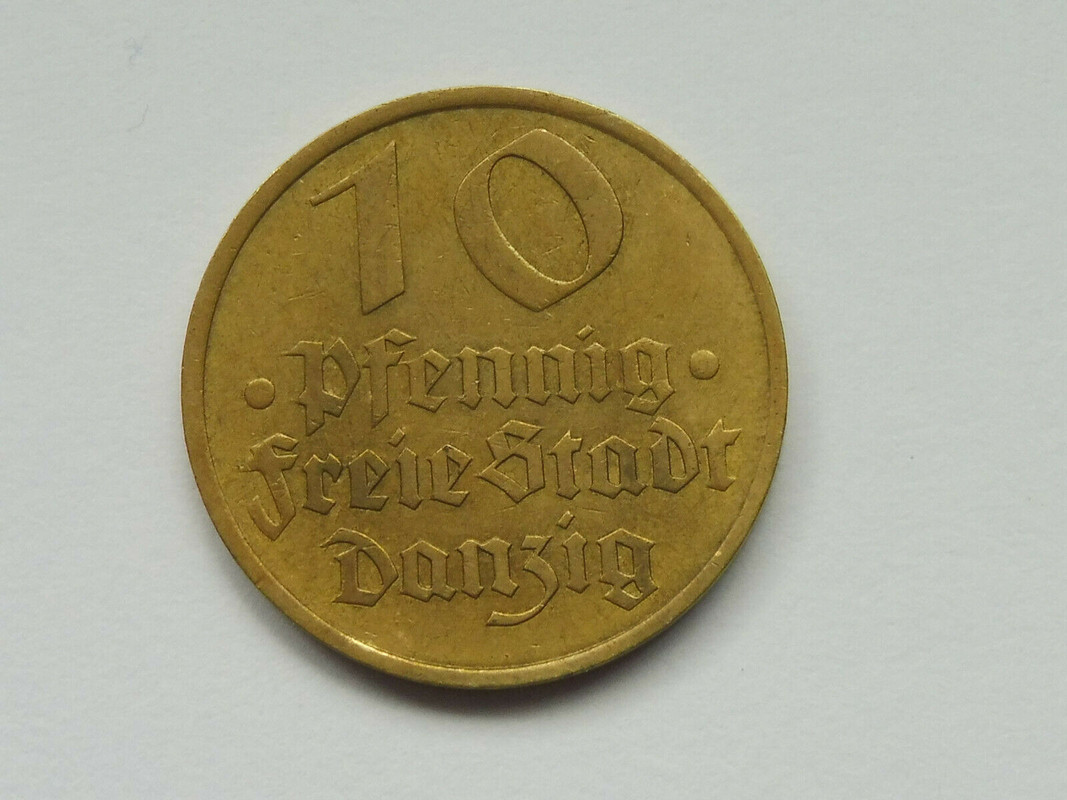 10
• Pfennig •
Freie Stadt
Danzig